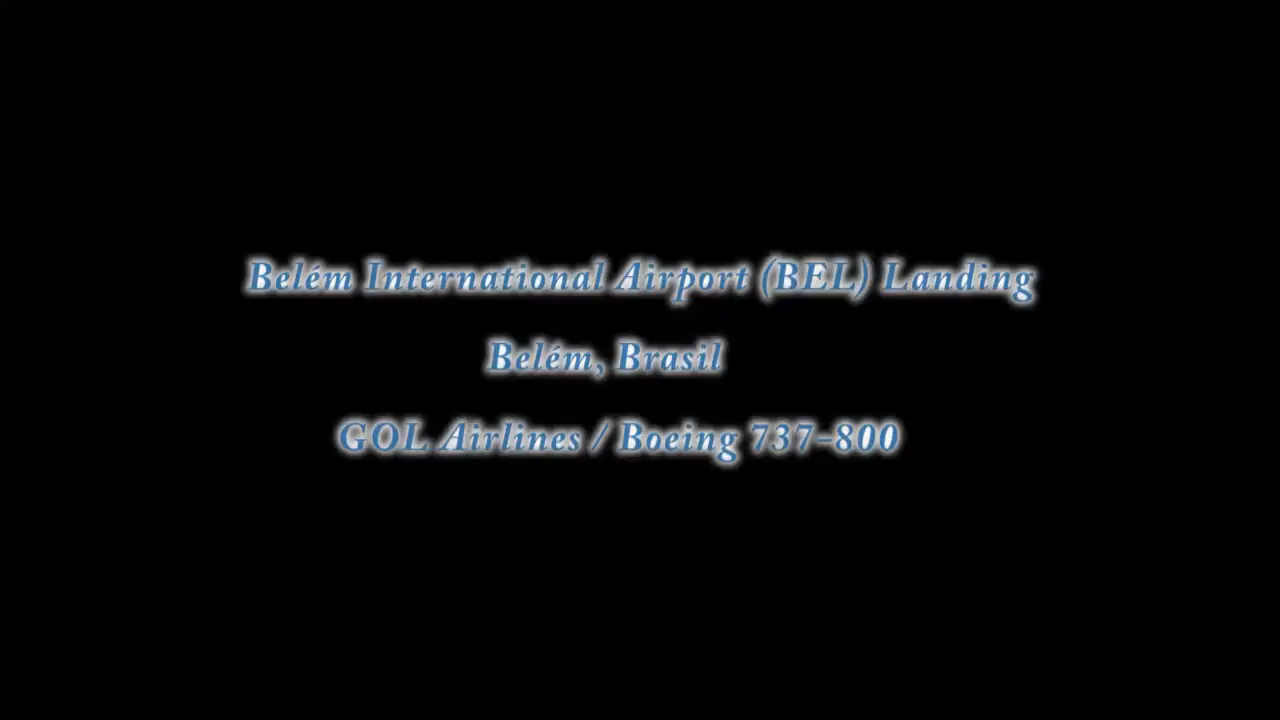 Belém International Airport (BEL) Landing
Belém, Brasil
GOL Airlines / Boeing 737-800